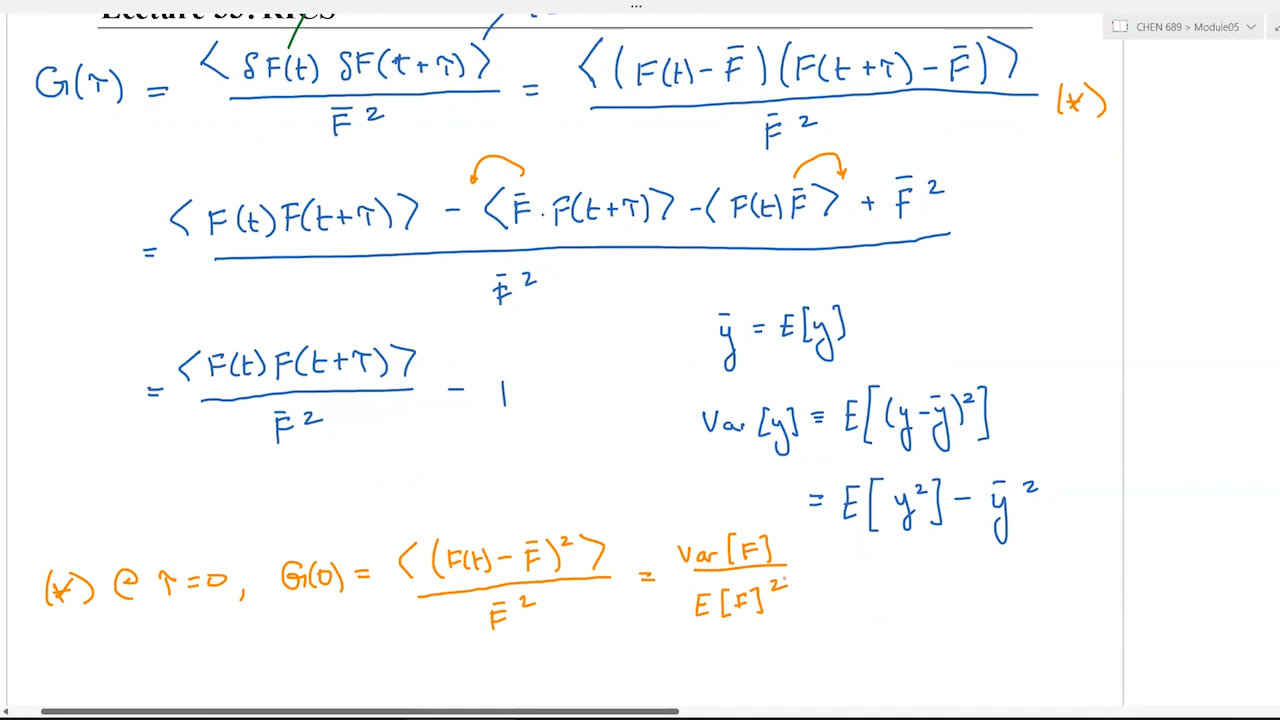 CHEN 689 > Module05
G(τ) = <δF(t) δF(t+τ)> / F̄² = <(F(t) - F̄)(F(t+τ) - F̄)> / F̄² (*)
= <F(t)F(t+τ)> - <F̄·F(t+τ)> - <F(t)F̄> + F̄² / F̄²
ȳ = E[y]
= <F(t)F(t+τ)> / F̄² - 1
Var[y] ≡ E[(y-ȳ)²]
= E[y²] - ȳ²
(*) @ τ=0, G(0) = <(F(t) - F̄)²> / F̄² = Var[F] / E[F]²